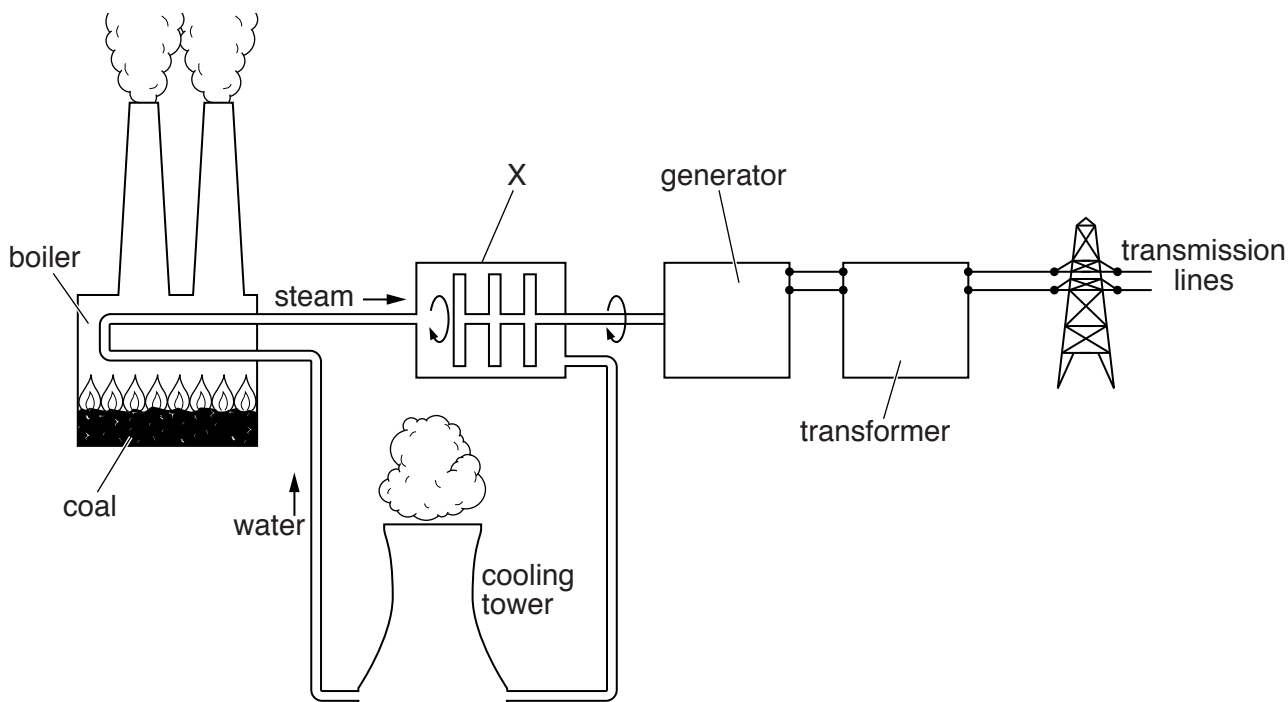 X
generator
boiler
steam
transmission
lines
transformer
coal
water
cooling
tower